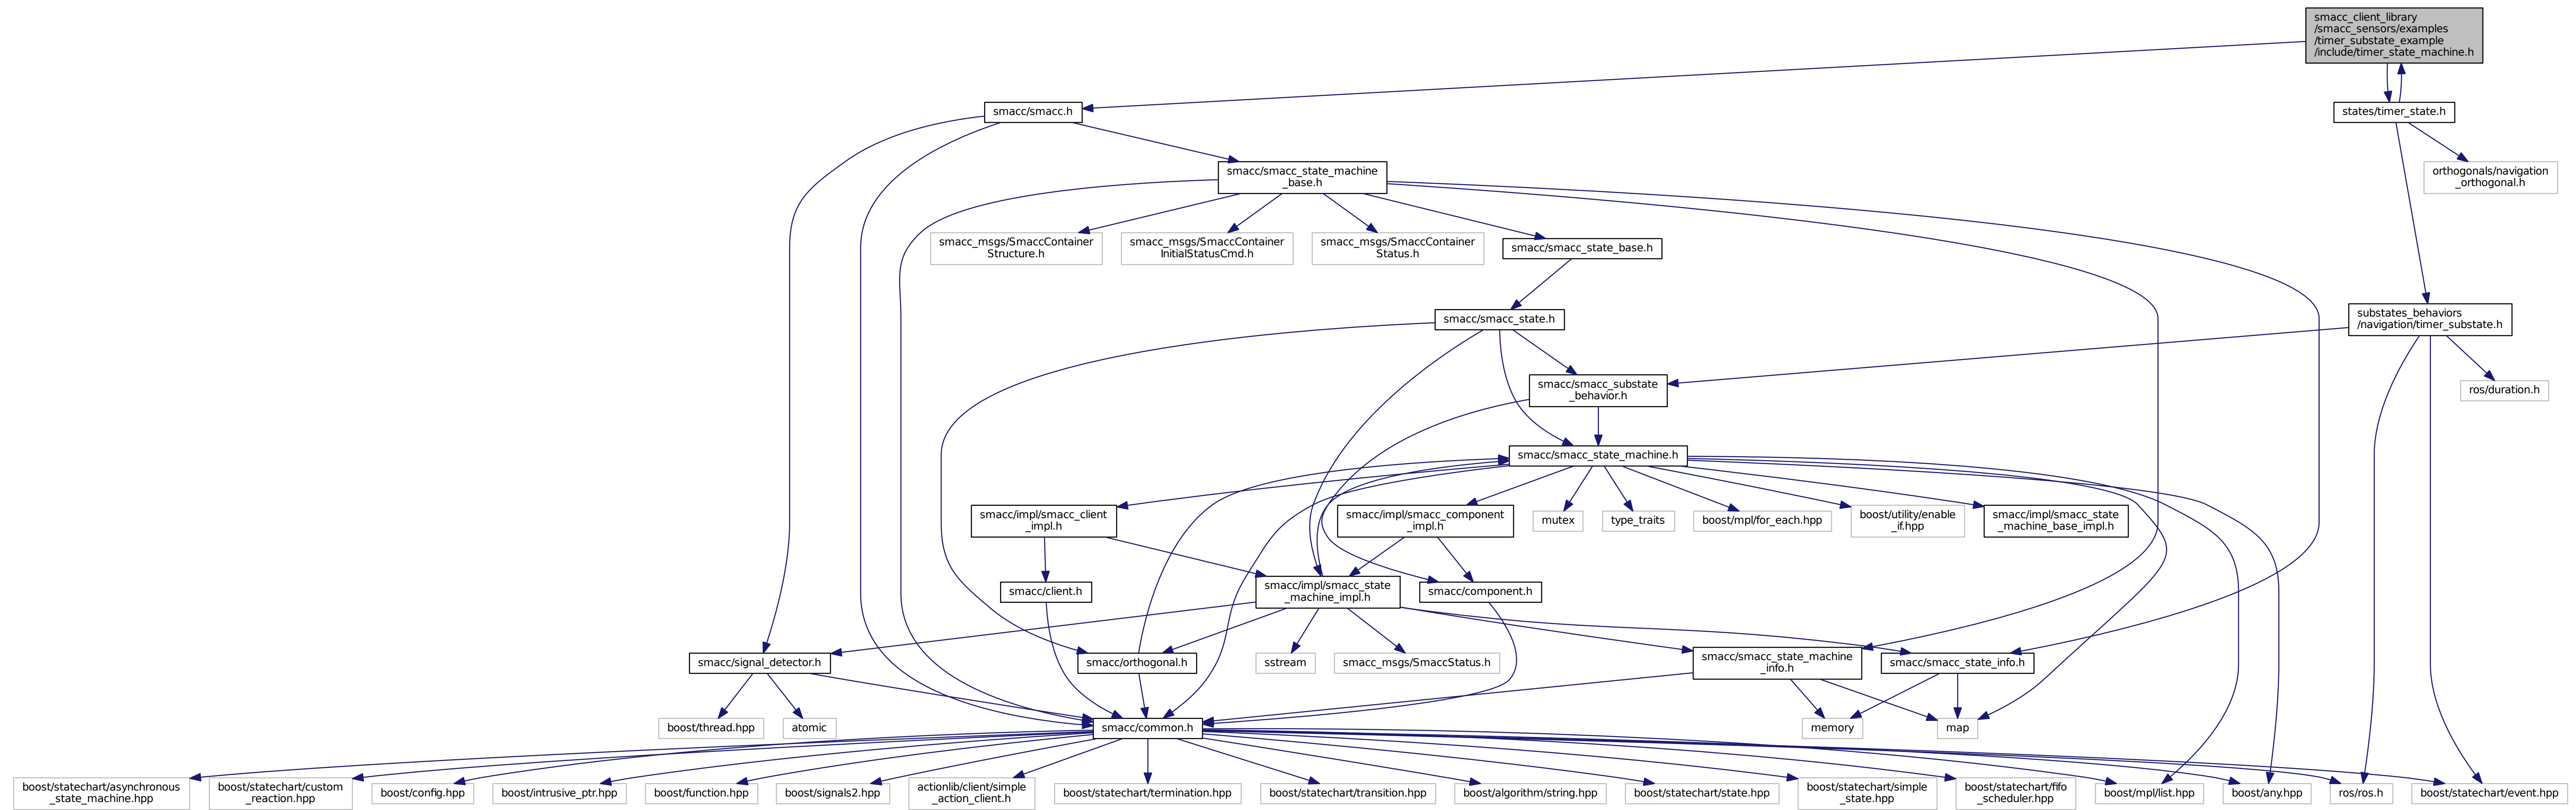 smacc_client_library
/smacc_sensors/examples
/timer_substate_example
/include/timer_state_machine.h
smacc/smacc.h
states/timer_state.h
smacc/smacc_state_machine
_base.h
orthogonals/navigation
_orthogonal.h
smacc_msgs/SmaccContainer
Structure.h
smacc_msgs/SmaccContainer
InitialStatusCmd.h
smacc_msgs/SmaccContainer
Status.h
smacc/smacc_state_base.h
smacc/smacc_state.h
substates_behaviors
/navigation/timer_substate.h
smacc/smacc_substate
_behavior.h
ros/duration.h
smacc/smacc_state_machine.h
smacc/impl/smacc_client
_impl.h
smacc/impl/smacc_component
_impl.h
mutex
type_traits
boost/mpl/for_each.hpp
boost/utility/enable
_if.hpp
smacc/impl/smacc_state
_machine_base_impl.h
smacc/client.h
smacc/impl/smacc_state
_machine_impl.h
smacc/component.h
smacc/signal_detector.h
smacc/orthogonal.h
sstream
smacc_msgs/SmaccStatus.h
smacc/smacc_state_machine
_info.h
smacc/smacc_state_info.h
boost/thread.hpp
atomic
smacc/common.h
memory
map
boost/statechart/asynchronous
_state_machine.hpp
boost/statechart/custom
_reaction.hpp
boost/config.hpp
boost/intrusive_ptr.hpp
boost/function.hpp
boost/signals2.hpp
actionlib/client/simple
_action_client.h
boost/statechart/termination.hpp
boost/statechart/transition.hpp
boost/algorithm/string.hpp
boost/statechart/state.hpp
boost/statechart/simple
_state.hpp
boost/statechart/fifo
_scheduler.hpp
boost/mpl/list.hpp
boost/any.hpp
ros/ros.h
boost/statechart/event.hpp